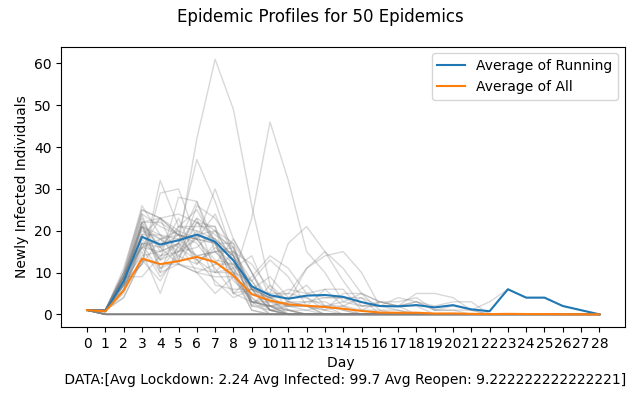 Epidemic Profiles for 50 Epidemics
Average of Running
Average of All
Newly Infected Individuals
60
50
40
30
20
10
0
0 1 2 3 4 5 6 7 8 9 10 11 12 13 14 15 16 17 18 19 20 21 22 23 24 25 26 27 28
Day
DATA:[Avg Lockdown: 2.24 Avg Infected: 99.7 Avg Reopen: 9.222222222222221]